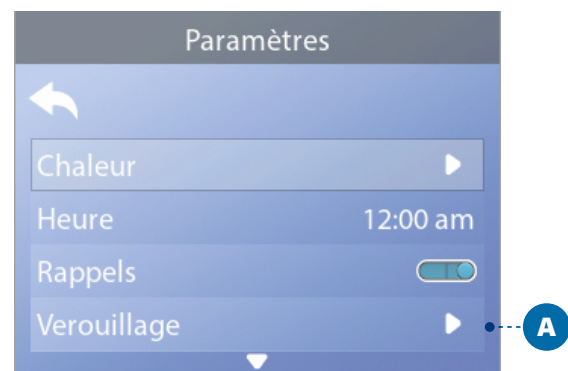 Paramètres
Chaleur
Heure 12:00 am
Rappels
Verouillage
A